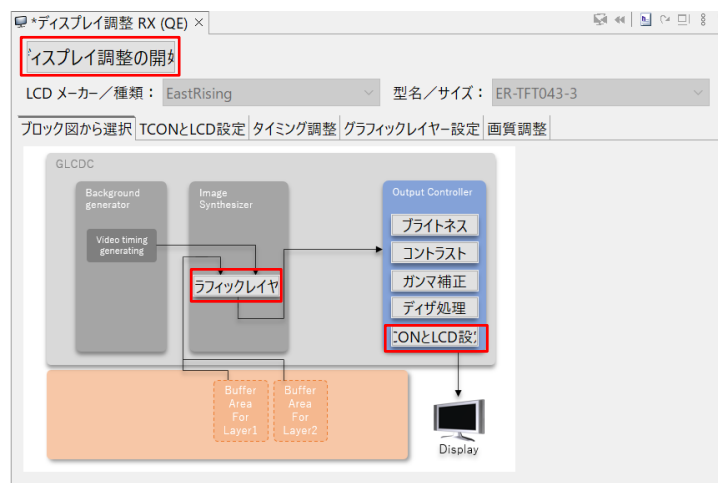 *ディスプレイ調整 RX (QE)
ィスプレイ調整の開
LCD メーカー／種類： EastRising 型名／サイズ： ER-TFT043-3
ブロック図から選択 TCONとLCD設定 タイミング調整 グラフィックレイヤー設定 画質調整
GLCDC
Background generator
Image Synthesizer
Output Controller
Video timing generating
ブライトネス
コントラスト
ガンマ補正
ディザ処理
ラフィックレイヤ
CONとLCD設
Buffer Area For Layer1
Buffer Area For Layer2
Display